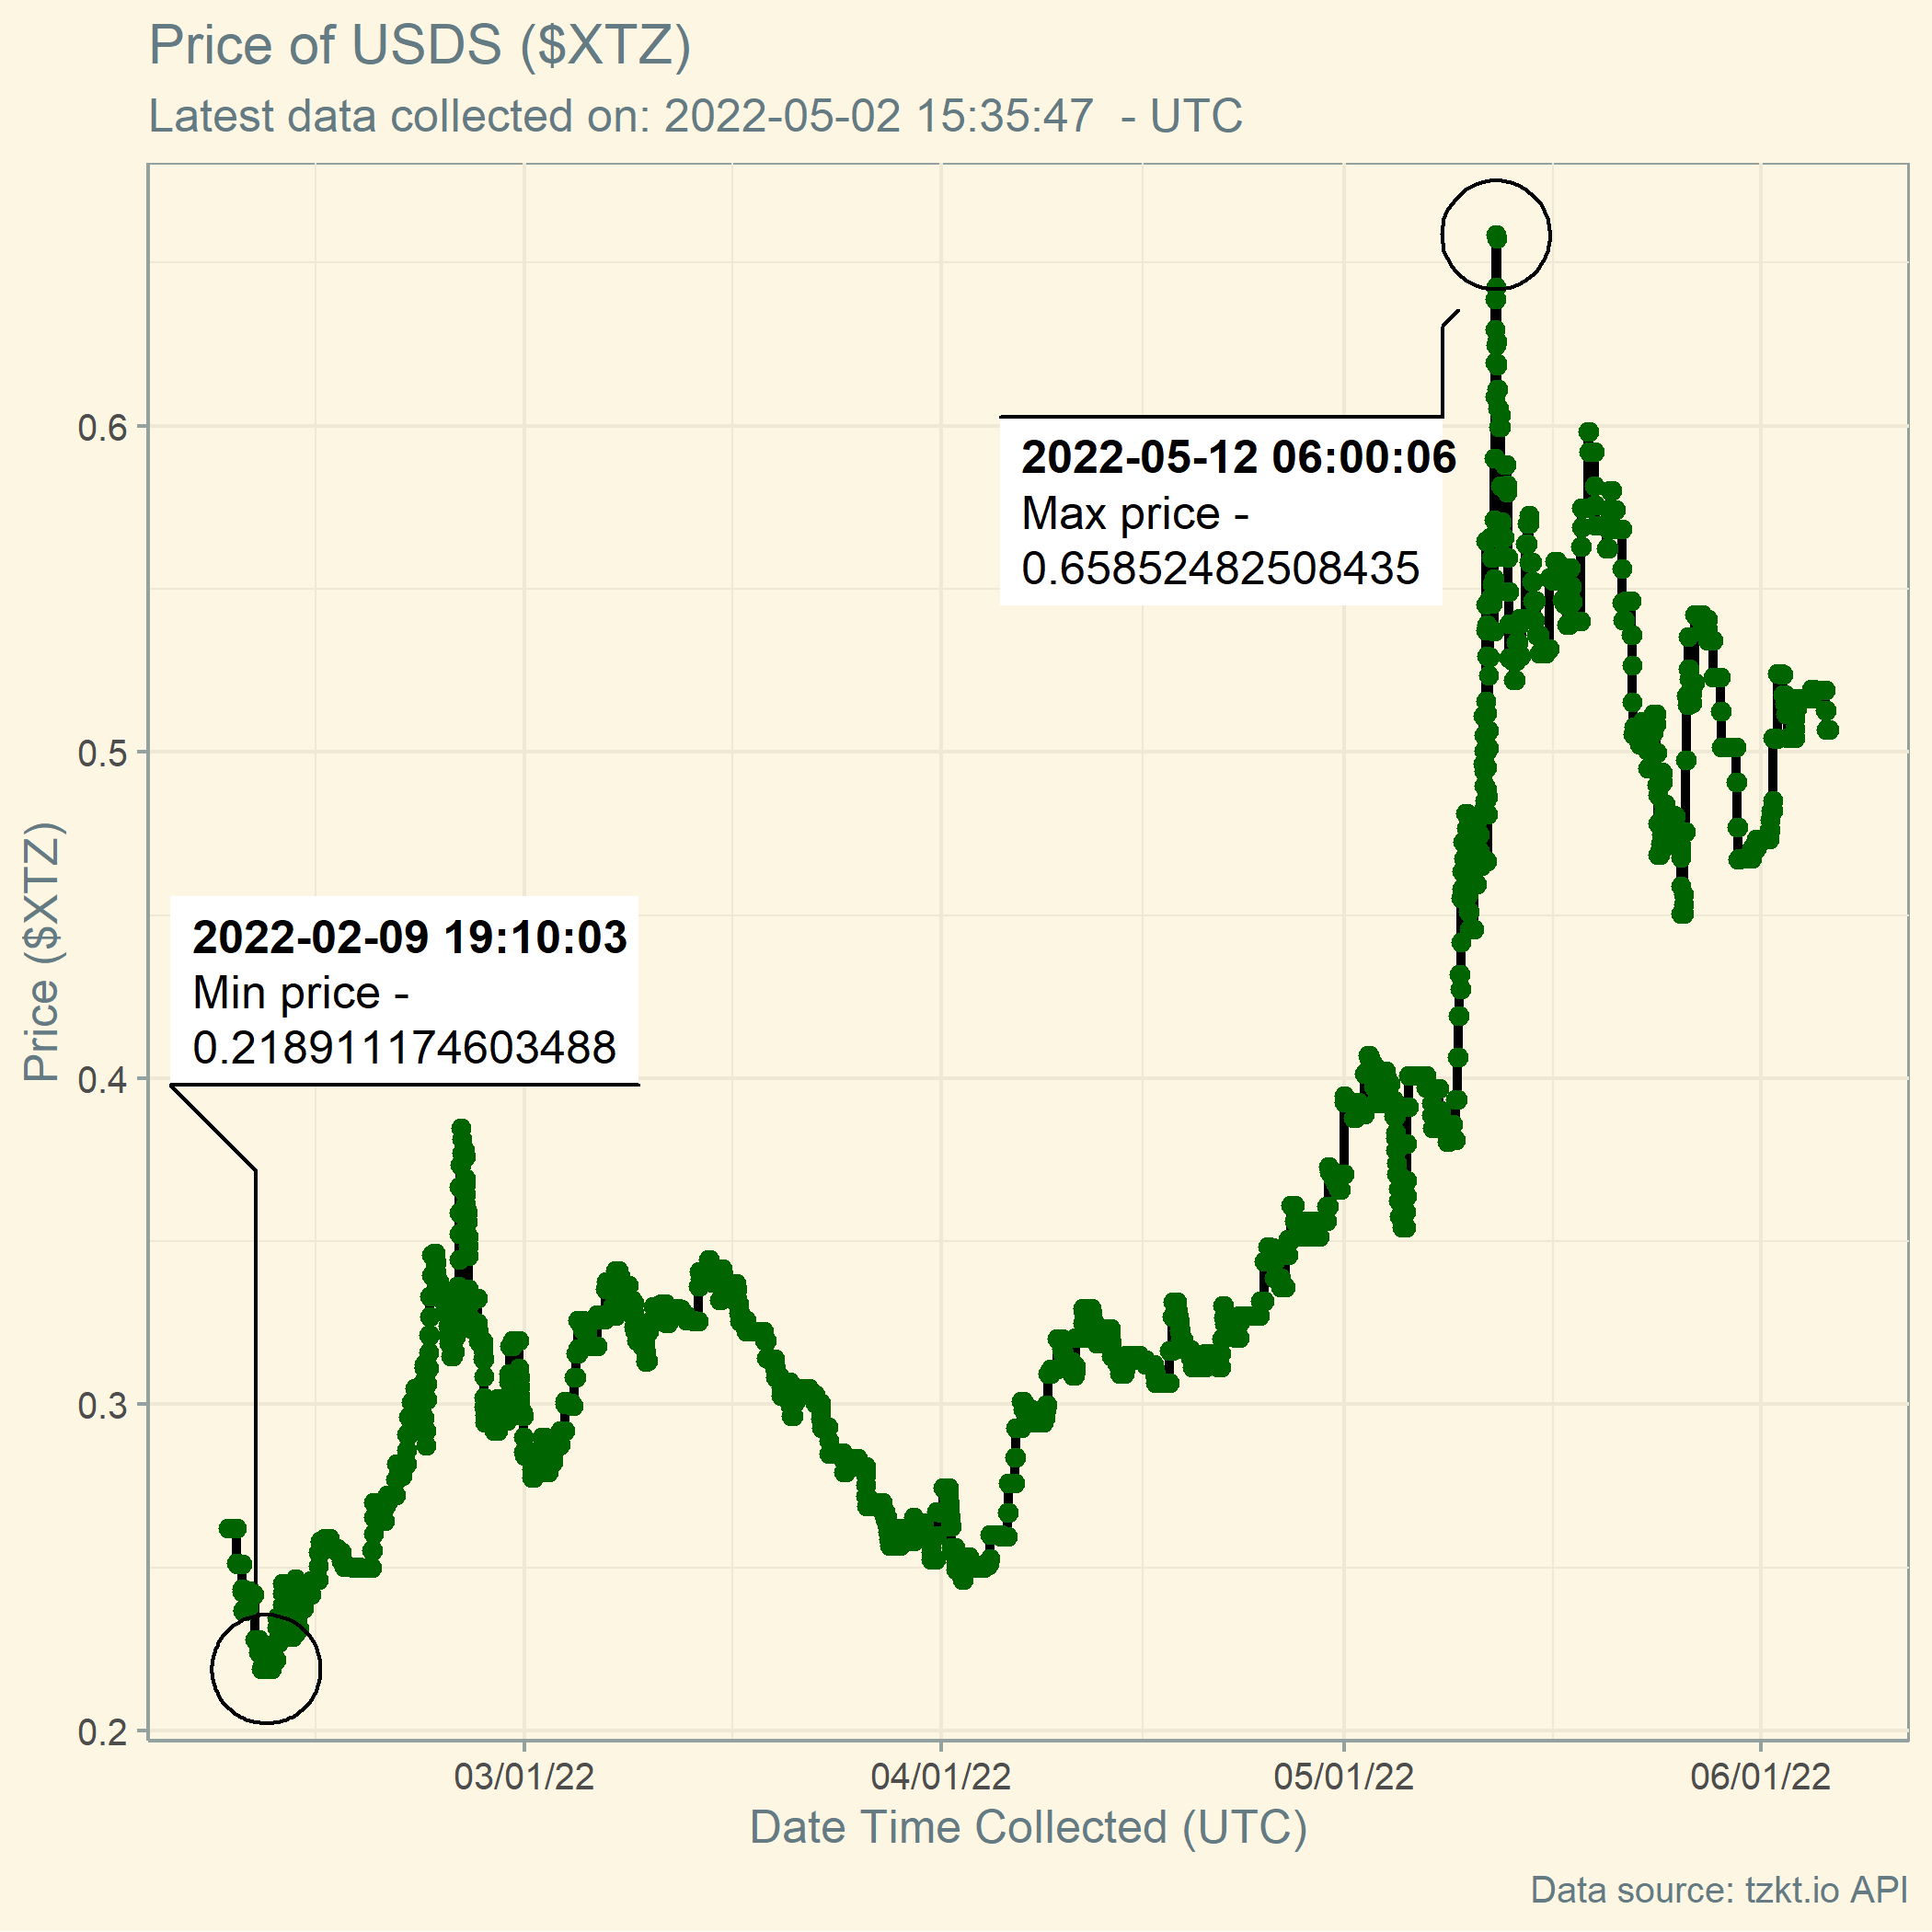 Price of USDS ($XTZ)
Latest data collected on: 2022-05-02 15:35:47  - UTC
2022-05-12 06:00:06
Max price -
0.65852482508435
2022-02-09 19:10:03
Min price -
0.218911174603488
Price ($XTZ)
0.6
0.5
0.4
0.3
0.2
03/01/22
04/01/22
05/01/22
06/01/22
Date Time Collected (UTC)
Data source: tzkt.io API